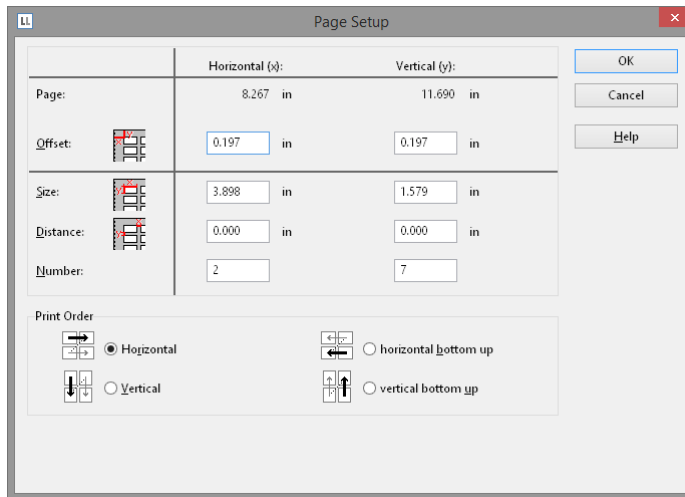 LL Page Setup
Horizontal (x): Vertical (y):
Page: 8.267 in 11.690 in
Offset: 0.197 in 0.197 in
Size: 3.898 in 1.579 in
Distance: 0.000 in 0.000 in
Number: 2 7
OK
Cancel
Help
Print Order
Horizontal
horizontal bottom up
Vertical
vertical bottom up